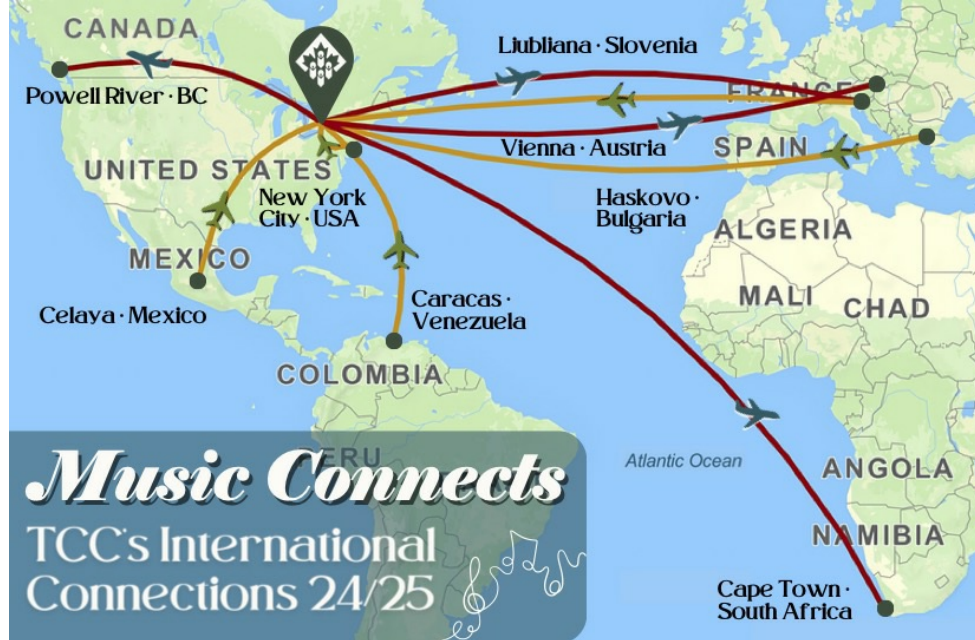 CANADA
Liubliana · Slovenia
Powell River · BC
FRANCE
Vienna · Austria
SPAIN
UNITED STATES
New York
City · USA
Haskovo ·
Bulgaria
ALGERIA
MEXICO
MALI
CHAD
Celaya · Mexico
Caracas ·
Venezuela
COLOMBIA
PERU
Music Connects
TCC's International
Connections 24/25
Atlantic Ocean
ANGOLA
NAMIBIA
Cape Town ·
South Africa